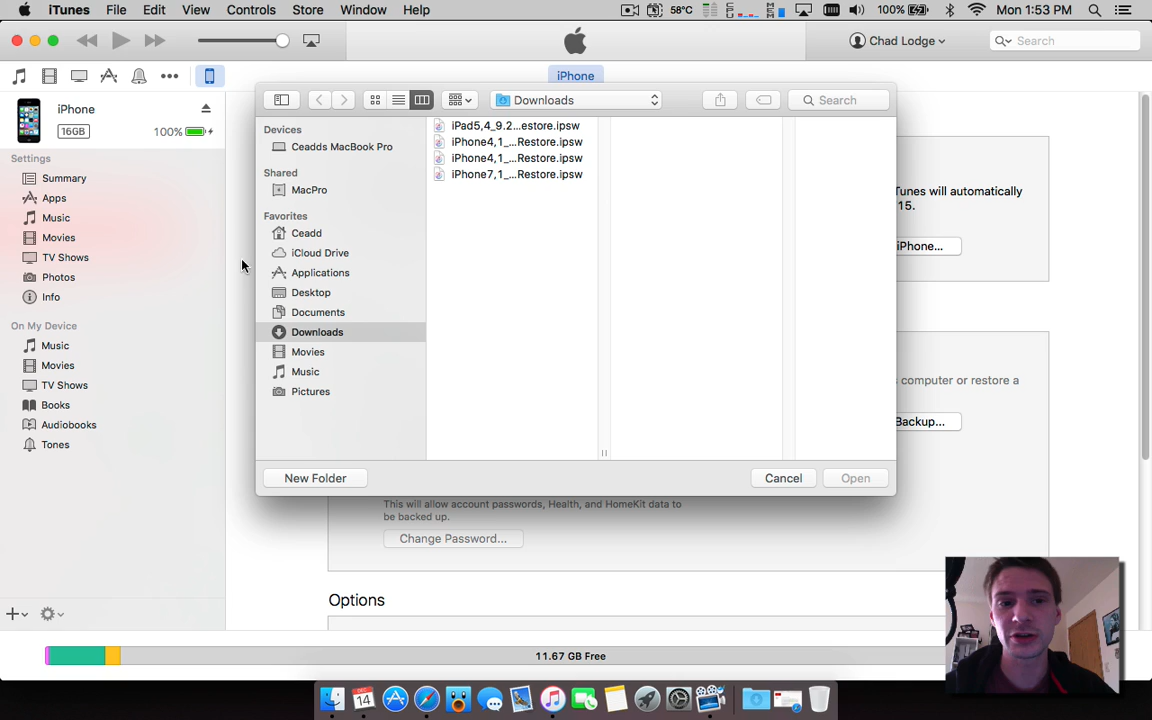 iTunes File Edit View Controls Store Window Help 58°C 100% Mon 1:53 PM
Chad Lodge
Search
iPhone
iPhone
16GB 100%
Downloads
Search
Settings
Summary
Apps
Music
Movies
TV Shows
Photos
Info
On My Device
Music
Movies
TV Shows
Books
Audiobooks
Tones
Devices
Ceadds MacBook Pro
Shared
MacPro
Favorites
Ceadd
iCloud Drive
Applications
Desktop
Documents
Downloads
Movies
Music
Pictures
iPad5,4_9.2...estore.ipsw
iPhone4,1_...Restore.ipsw
iPhone4,1_...Restore.ipsw
iPhone7,1_...Restore.ipsw
New Folder
Cancel
Open
Tunes will automatically
15.
iPhone...
computer or restore a
Backup...
This will allow account passwords, Health, and HomeKit data to
be backed up.
Change Password...
Options
11.67 GB Free
DEC
14